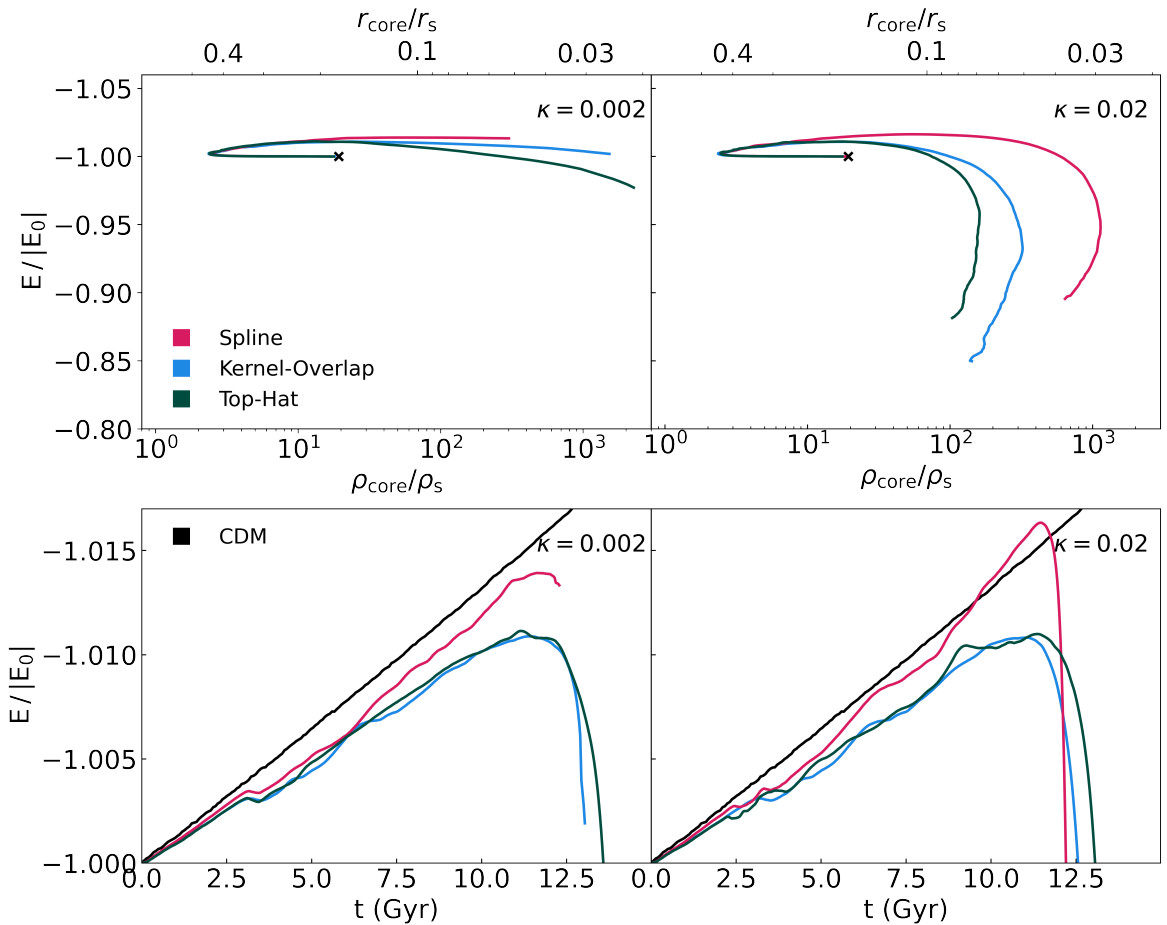 r_core/r_s r_core/r_s
0.4 0.1 0.03 0.4 0.1 0.03
κ = 0.002 κ = 0.02
−1.05
−1.00
−0.95
−0.90
−0.85
−0.80
E / |E_0|
Spline
Kernel-Overlap
Top-Hat
10^0 10^1 10^2 10^3 10^0 10^1 10^2 10^3
ρ_core/ρ_s ρ_core/ρ_s
CDM
κ = 0.002 κ = 0.02
−1.015
−1.010
−1.005
−1.000
E / |E_0|
0.0 2.5 5.0 7.5 10.0 12.5 0.0 2.5 5.0 7.5 10.0 12.5
t (Gyr) t (Gyr)